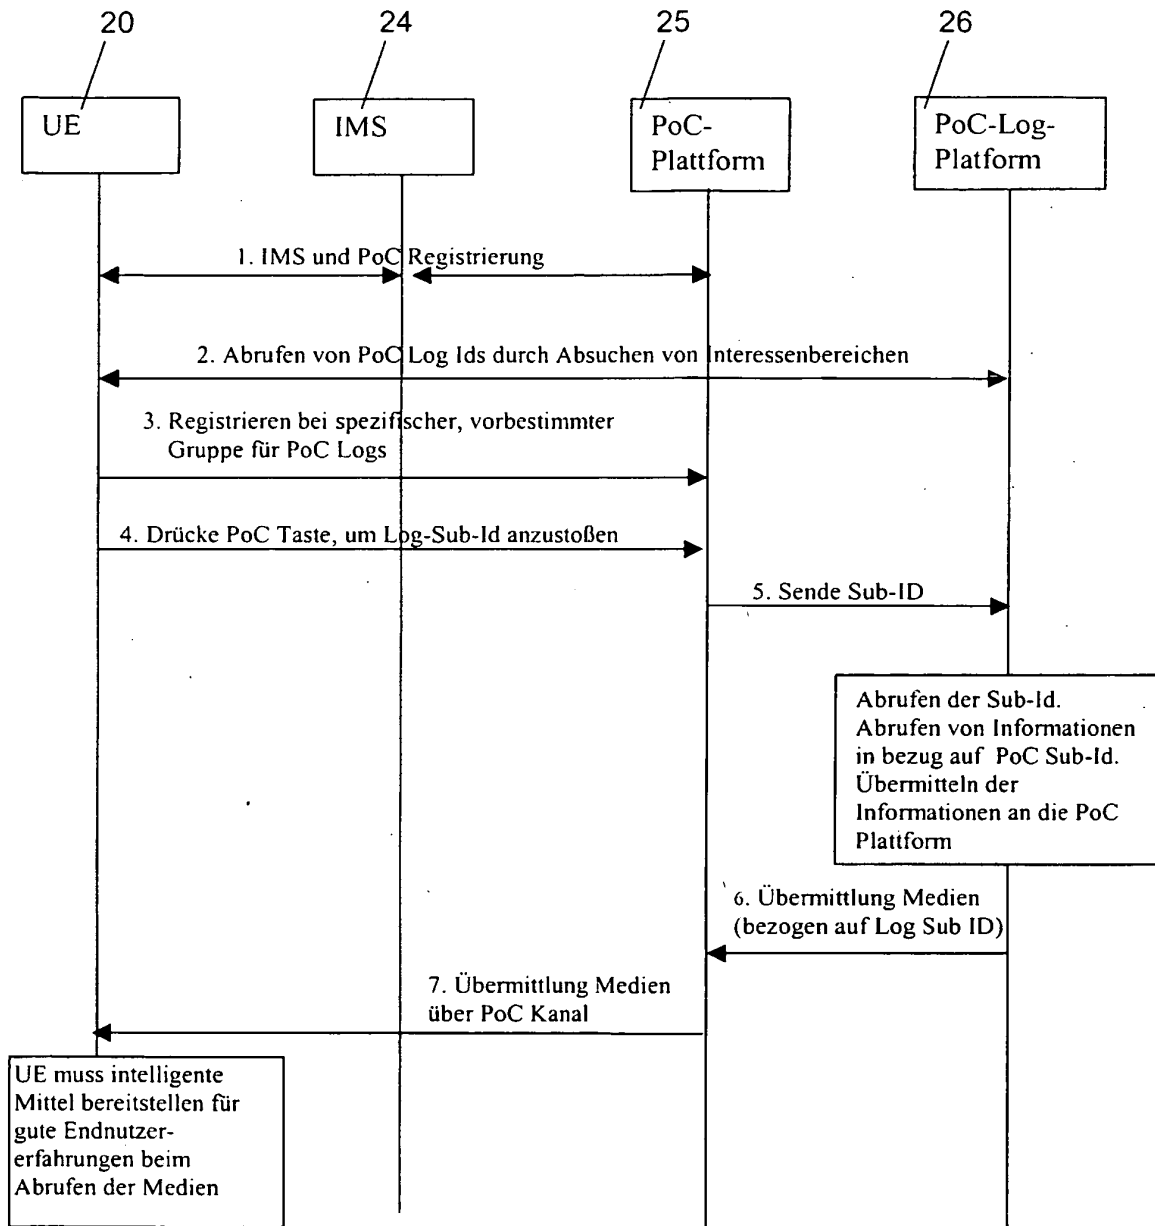 20
24
25
26
UE
IMS
PoC-
Plattform
PoC-Log-
Platform
1. IMS und PoC Registrierung
2. Abrufen von PoC Log Ids durch Absuchen von Interessenbereichen
3. Registrieren bei spezifischer, vorbestimmter
Gruppe für PoC Logs
4. Drücke PoC Taste, um Log-Sub-Id anzustoßen
5. Sende Sub-ID
Abrufen der Sub-Id.
Abrufen von Informationen
in bezug auf PoC Sub-Id.
Übermitteln der
Informationen an die PoC
Plattform
6. Übermittlung Medien
(bezogen auf Log Sub ID)
7. Übermittlung Medien
über PoC Kanal
UE muss intelligente
Mittel bereitstellen für
gute Endnutzer-
erfahrungen beim
Abrufen der Medien